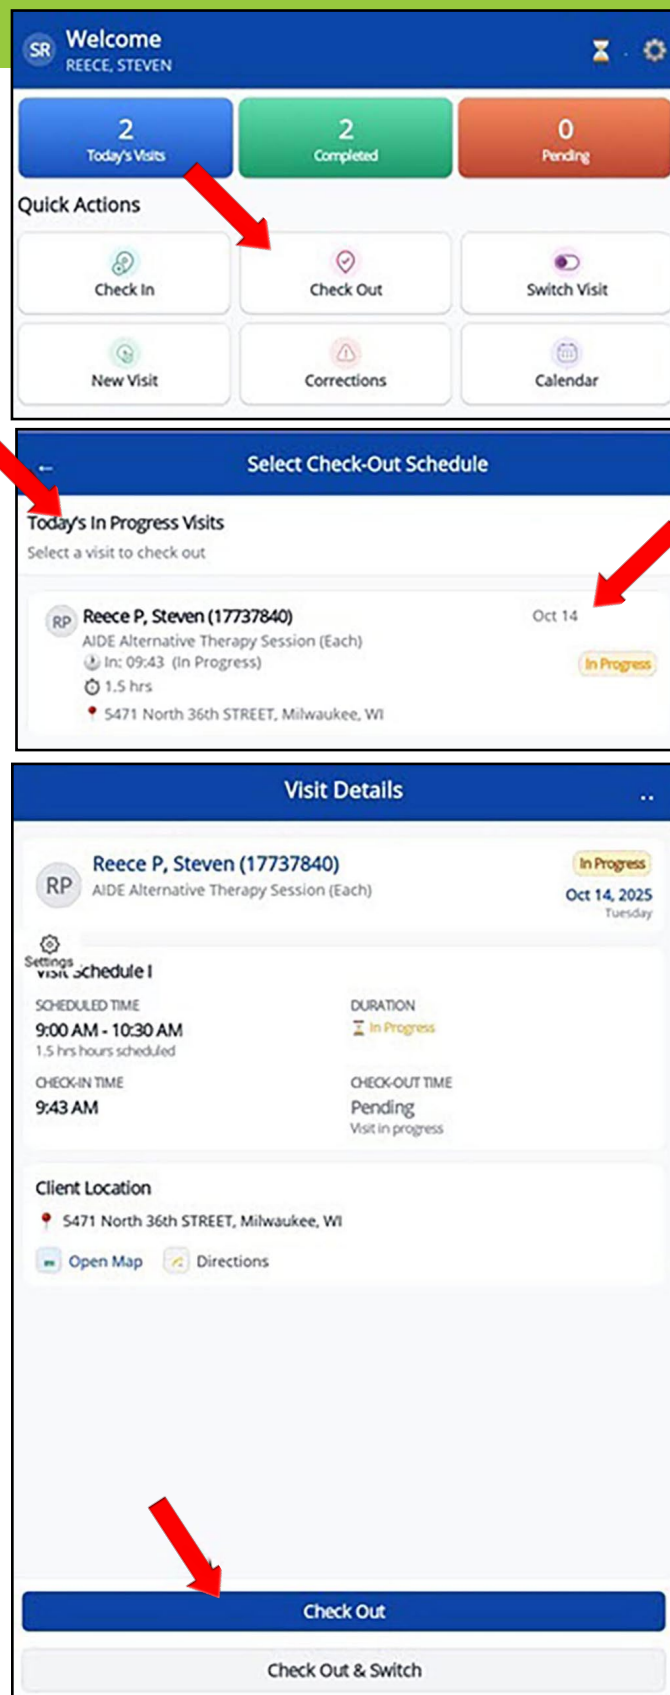 SR Welcome
REECE, STEVEN
2 2 0
Today's Visits Completed Pending
Quick Actions
Check In Check Out Switch Visit
New Visit Corrections Calendar
← Select Check-Out Schedule
Today's In Progress Visits
Select a visit to check out
RP Reece P, Steven (17737840) Oct 14
AIDE Alternative Therapy Session (Each)
In: 09:43 (In Progress) In Progress
1.5 hrs
5471 North 36th STREET, Milwaukee, WI
Visit Details ..
RP Reece P, Steven (17737840) In Progress
AIDE Alternative Therapy Session (Each) Oct 14, 2025
Tuesday
Settings
Visit Schedule I
SCHEDULED TIME DURATION
9:00 AM - 10:30 AM In Progress
1.5 hrs hours scheduled
CHECK-IN TIME CHECK-OUT TIME
9:43 AM Pending
Visit in progress
Client Location
5471 North 36th STREET, Milwaukee, WI
Open Map Directions
Check Out
Check Out & Switch